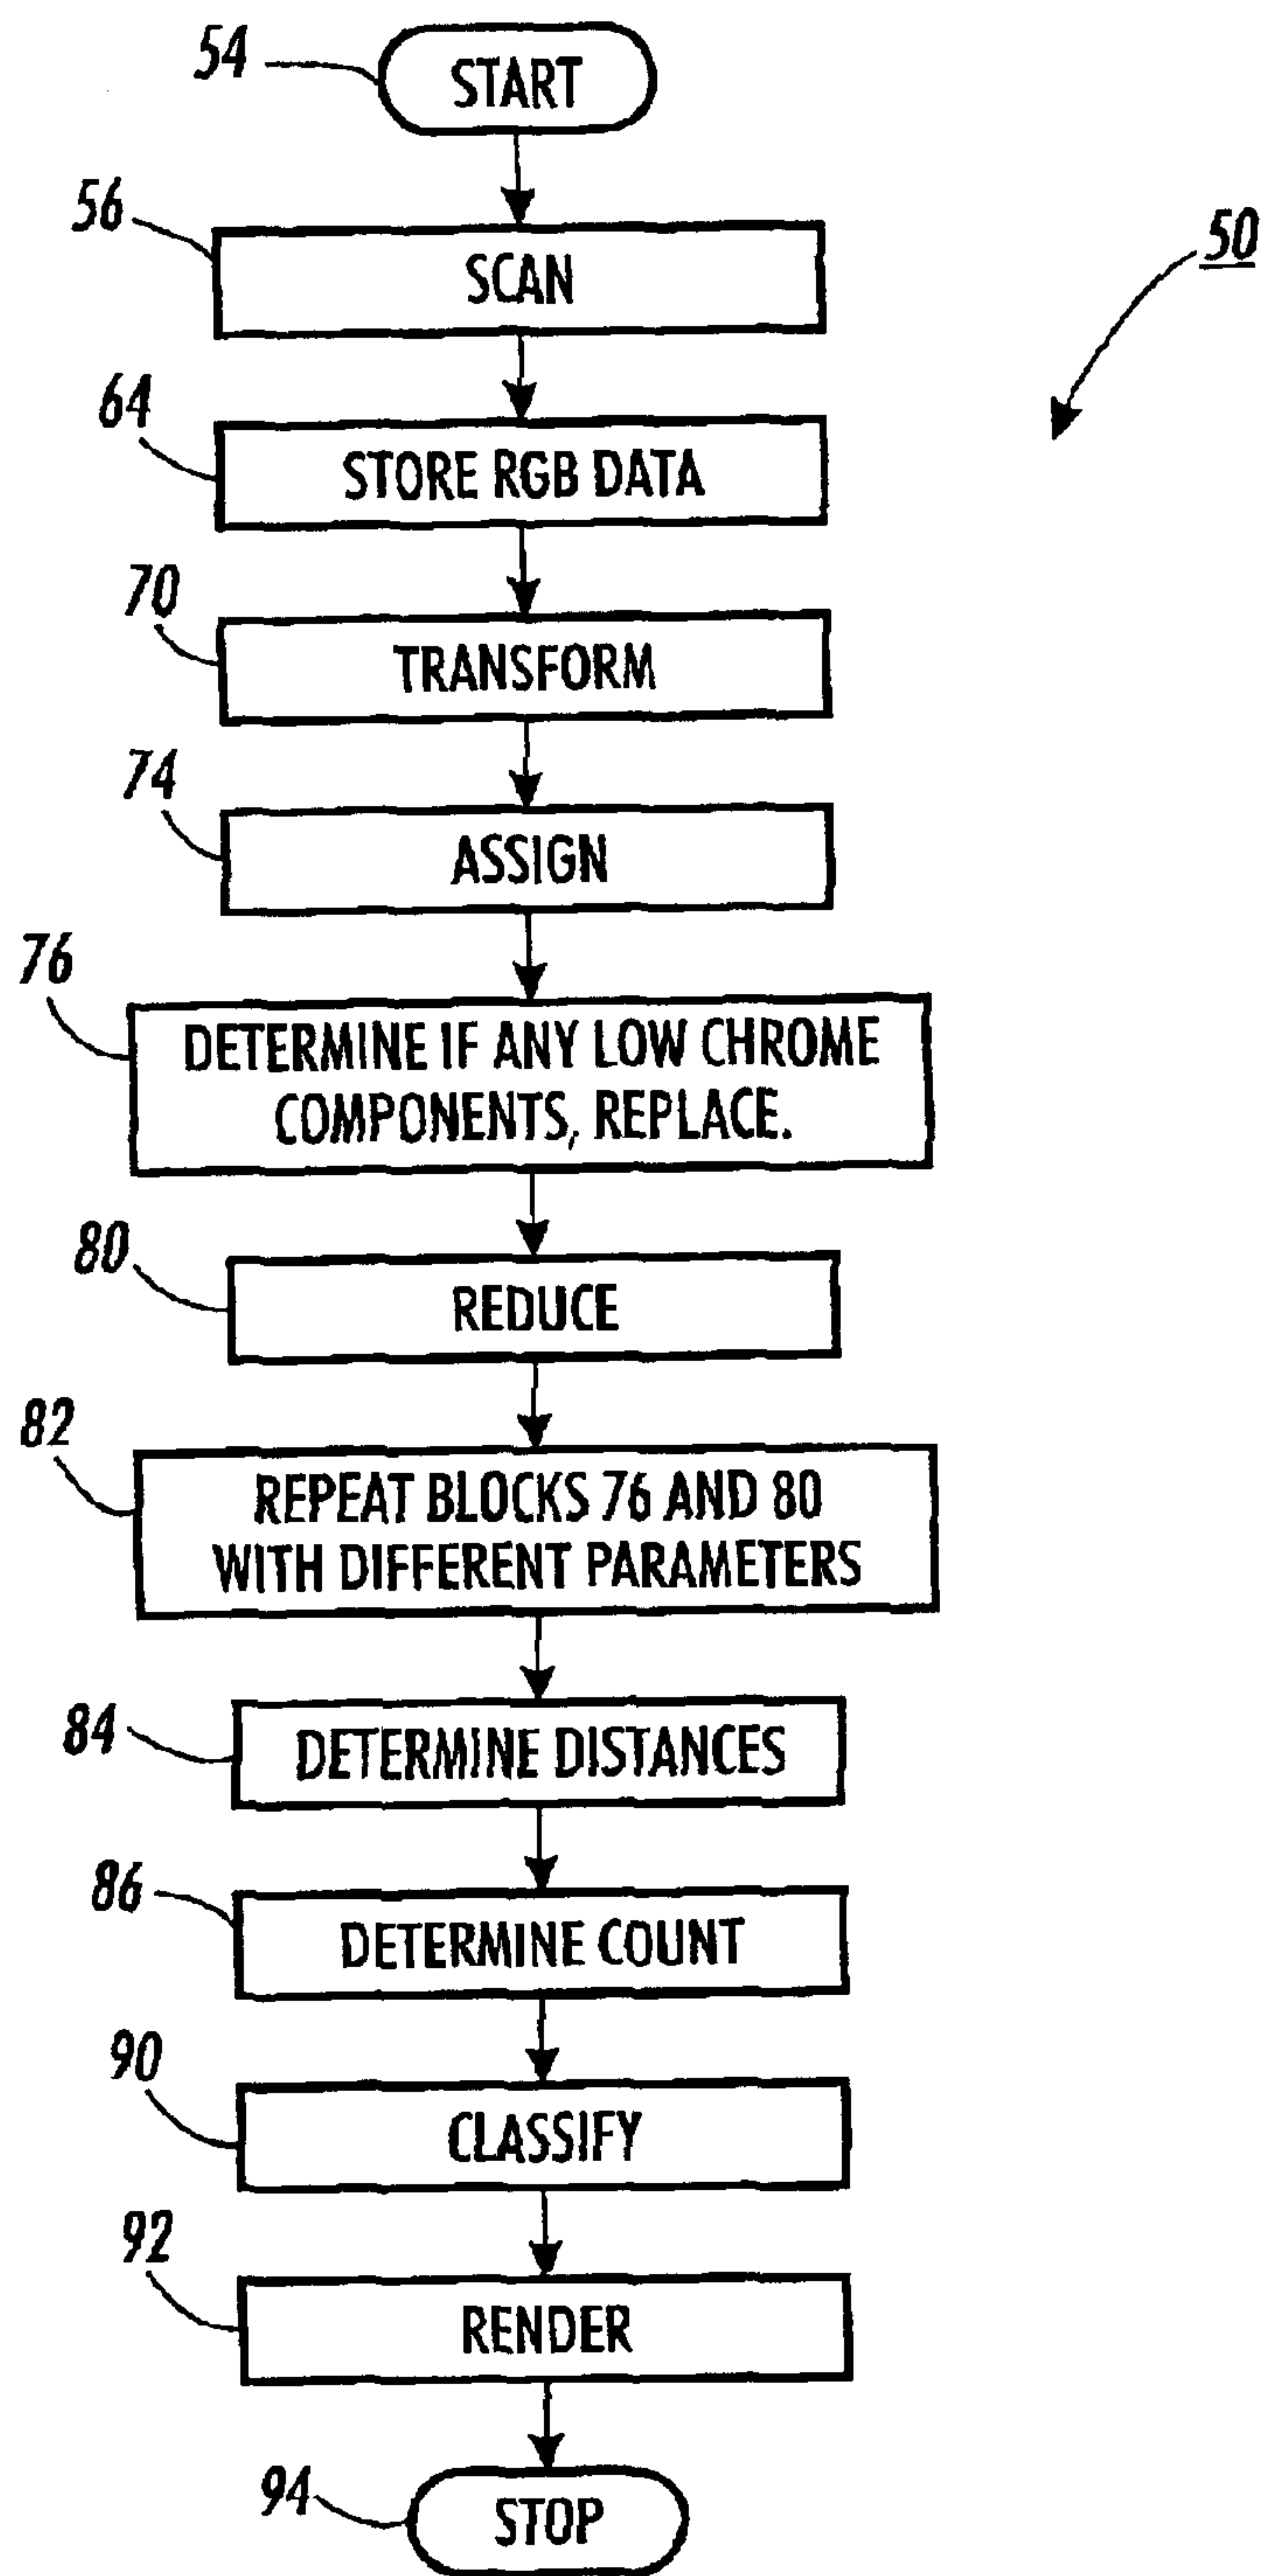 54
START
56
SCAN
50
64
STORE RGB DATA
70
TRANSFORM
74
ASSIGN
76
DETERMINE IF ANY LOW CHROME
COMPONENTS, REPLACE.
80
REDUCE
82
REPEAT BLOCKS 76 AND 80
WITH DIFFERENT PARAMETERS
84
DETERMINE DISTANCES
86
DETERMINE COUNT
90
CLASSIFY
92
RENDER
94
STOP